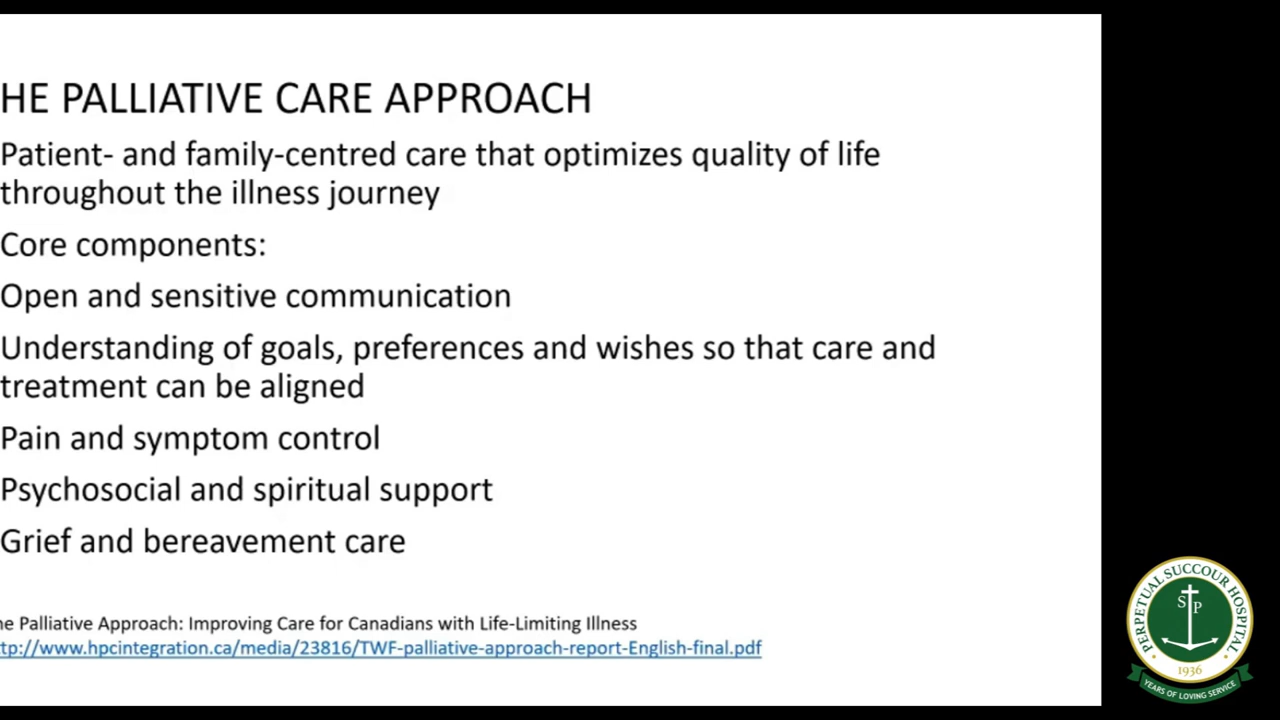 HE PALLIATIVE CARE APPROACH
Patient- and family-centred care that optimizes quality of life
throughout the illness journey
Core components:
Open and sensitive communication
Understanding of goals, preferences and wishes so that care and
treatment can be aligned
Pain and symptom control
Psychosocial and spiritual support
Grief and bereavement care
he Palliative Approach: Improving Care for Canadians with Life-Limiting Illness
tp://www.hpcintegration.ca/media/23816/TWF-palliative-approach-report-English-final.pdf
PERPETUAL SUCCOUR HOSPITAL
S P
1936
YEARS OF LOVING SERVICE